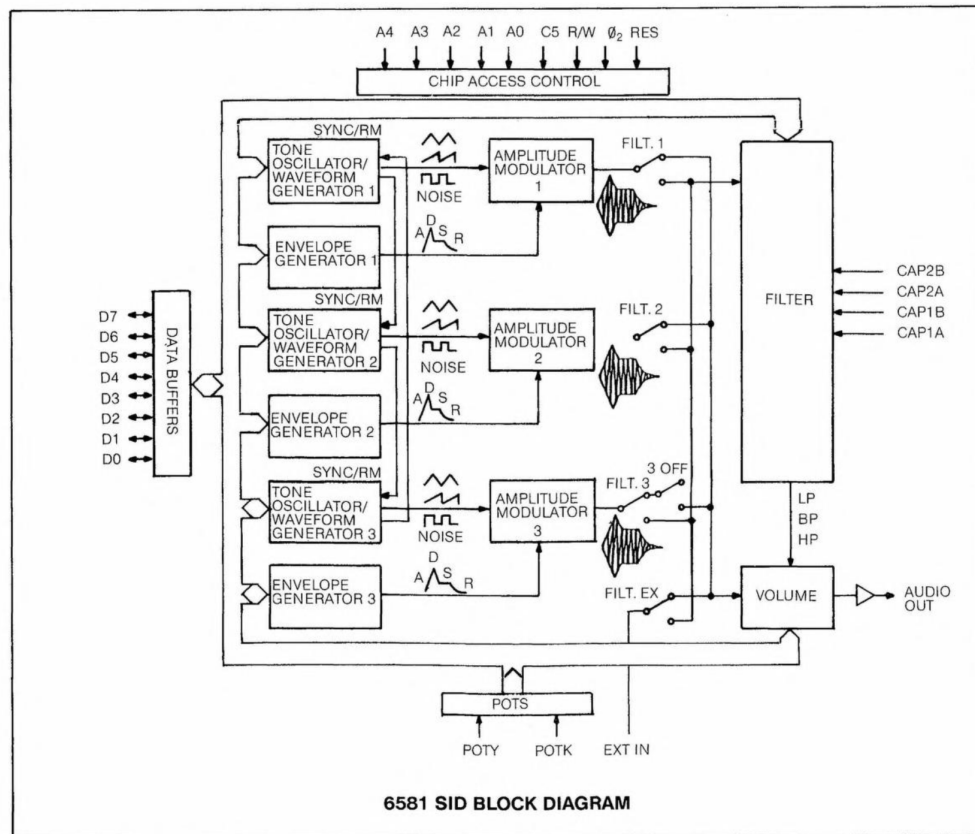 A4 A3 A2 A1 A0 C5 R/W Ø₂ RES
CHIP ACCESS CONTROL
SYNC/RM
TONE
OSCILLATOR/
WAVEFORM
GENERATOR 1
NOISE
AMPLITUDE
MODULATOR
1
FILT. 1
A D S R
ENVELOPE
GENERATOR 1
SYNC/RM
TONE
OSCILLATOR/
WAVEFORM
GENERATOR 2
NOISE
AMPLITUDE
MODULATOR
2
FILT. 2
A D S R
ENVELOPE
GENERATOR 2
SYNC/RM
TONE
OSCILLATOR/
WAVEFORM
GENERATOR 3
NOISE
AMPLITUDE
MODULATOR
3
FILT. 3
3 OFF
A D S R
ENVELOPE
GENERATOR 3
FILT. EX
D7
D6
D5
D4
D3
D2
D1
D0
DATA BUFFERS
FILTER
CAP2B
CAP2A
CAP1B
CAP1A
LP
BP
HP
VOLUME
AUDIO
OUT
POTS
POTY
POTK
EXT IN
6581 SID BLOCK DIAGRAM